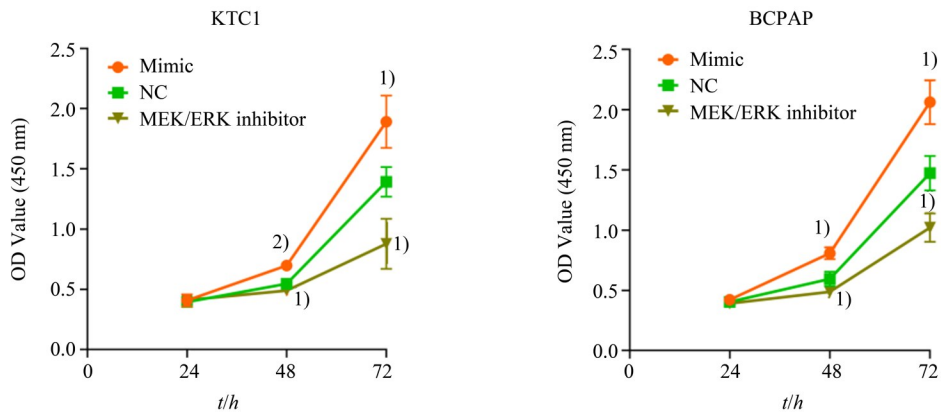 KTC1
2.5
2.0
1.5
1.0
0.5
0.0
OD Value (450 nm)
Mimic
NC
MEK/ERK inhibitor
1)
2)
1)
1)
0
24
48
72
t/h
BCPAP
2.5
2.0
1.5
1.0
0.5
0.0
OD Value (450 nm)
Mimic
NC
MEK/ERK inhibitor
1)
1)
1)
1)
0
24
48
72
t/h